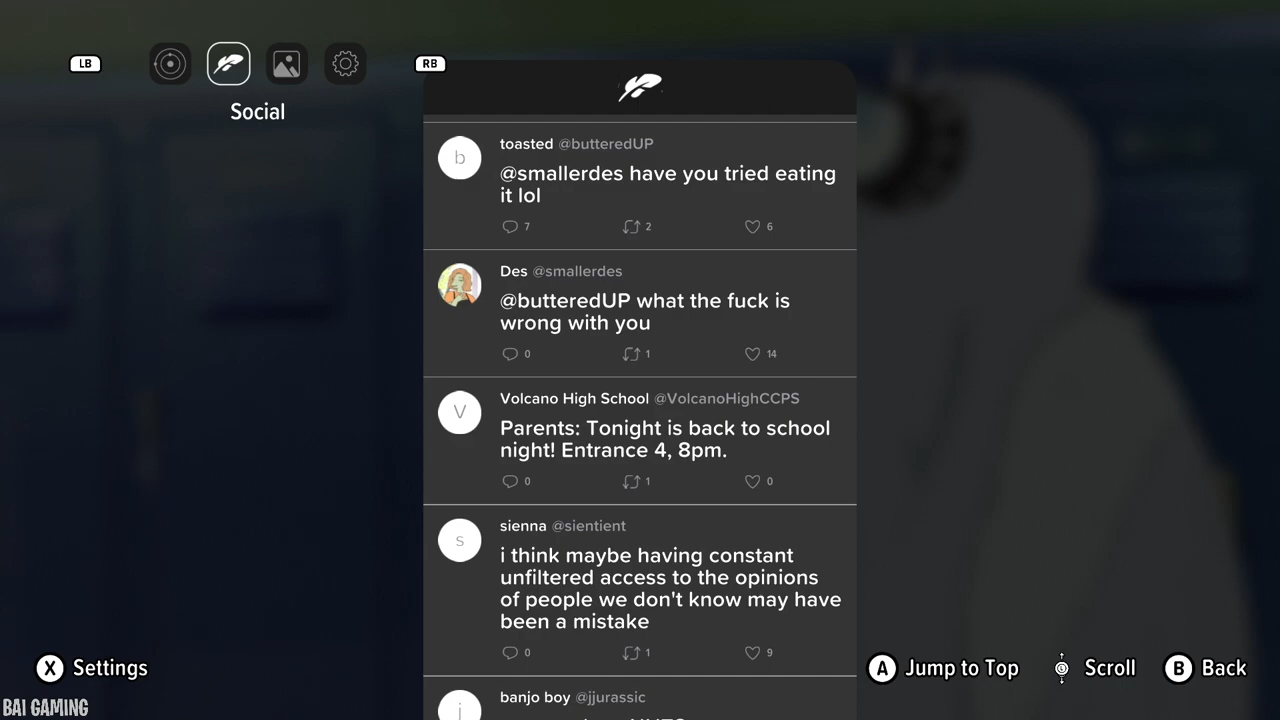 LB
RB
Social
b
toasted @butteredUP
@smallerdes have you tried eating
it lol
7 2 6
Des @smallerdes
@butteredUP what the fuck is
wrong with you
0 1 14
V
Volcano High School @VolcanoHighCCPS
Parents: Tonight is back to school
night! Entrance 4, 8pm.
0 1 0
s
sienna @sientient
i think maybe having constant
unfiltered access to the opinions
of people we don't know may have
been a mistake
0 1 9
j
banjo boy @jjurassic
X Settings
A Jump to Top
Scroll
B Back
BAI GAMING